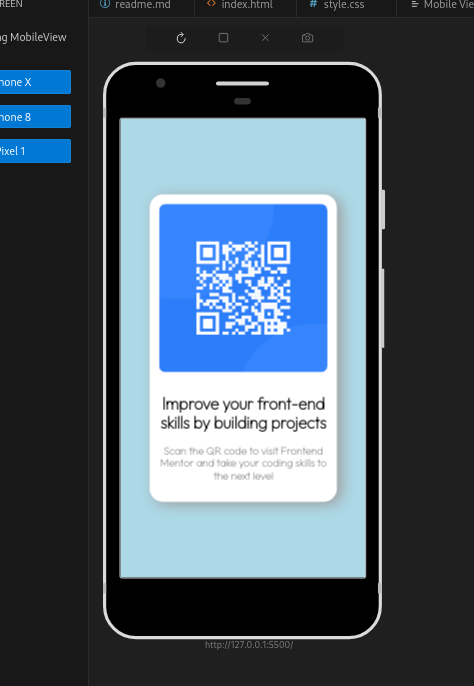 REEN
readme.md
index.html
# style.css
Mobile View
ng MobileView
hone X
hone 8
Pixel 1
Improve your front-end
skills by building projects
Scan the QR code to visit Frontend
Mentor and take your coding skills to
the next level
http://127.0.0.1:5500/